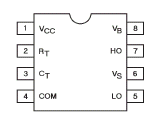 1 VCC VB 8
2 RT HO 7
3 CT VS 6
4 COM LO 5